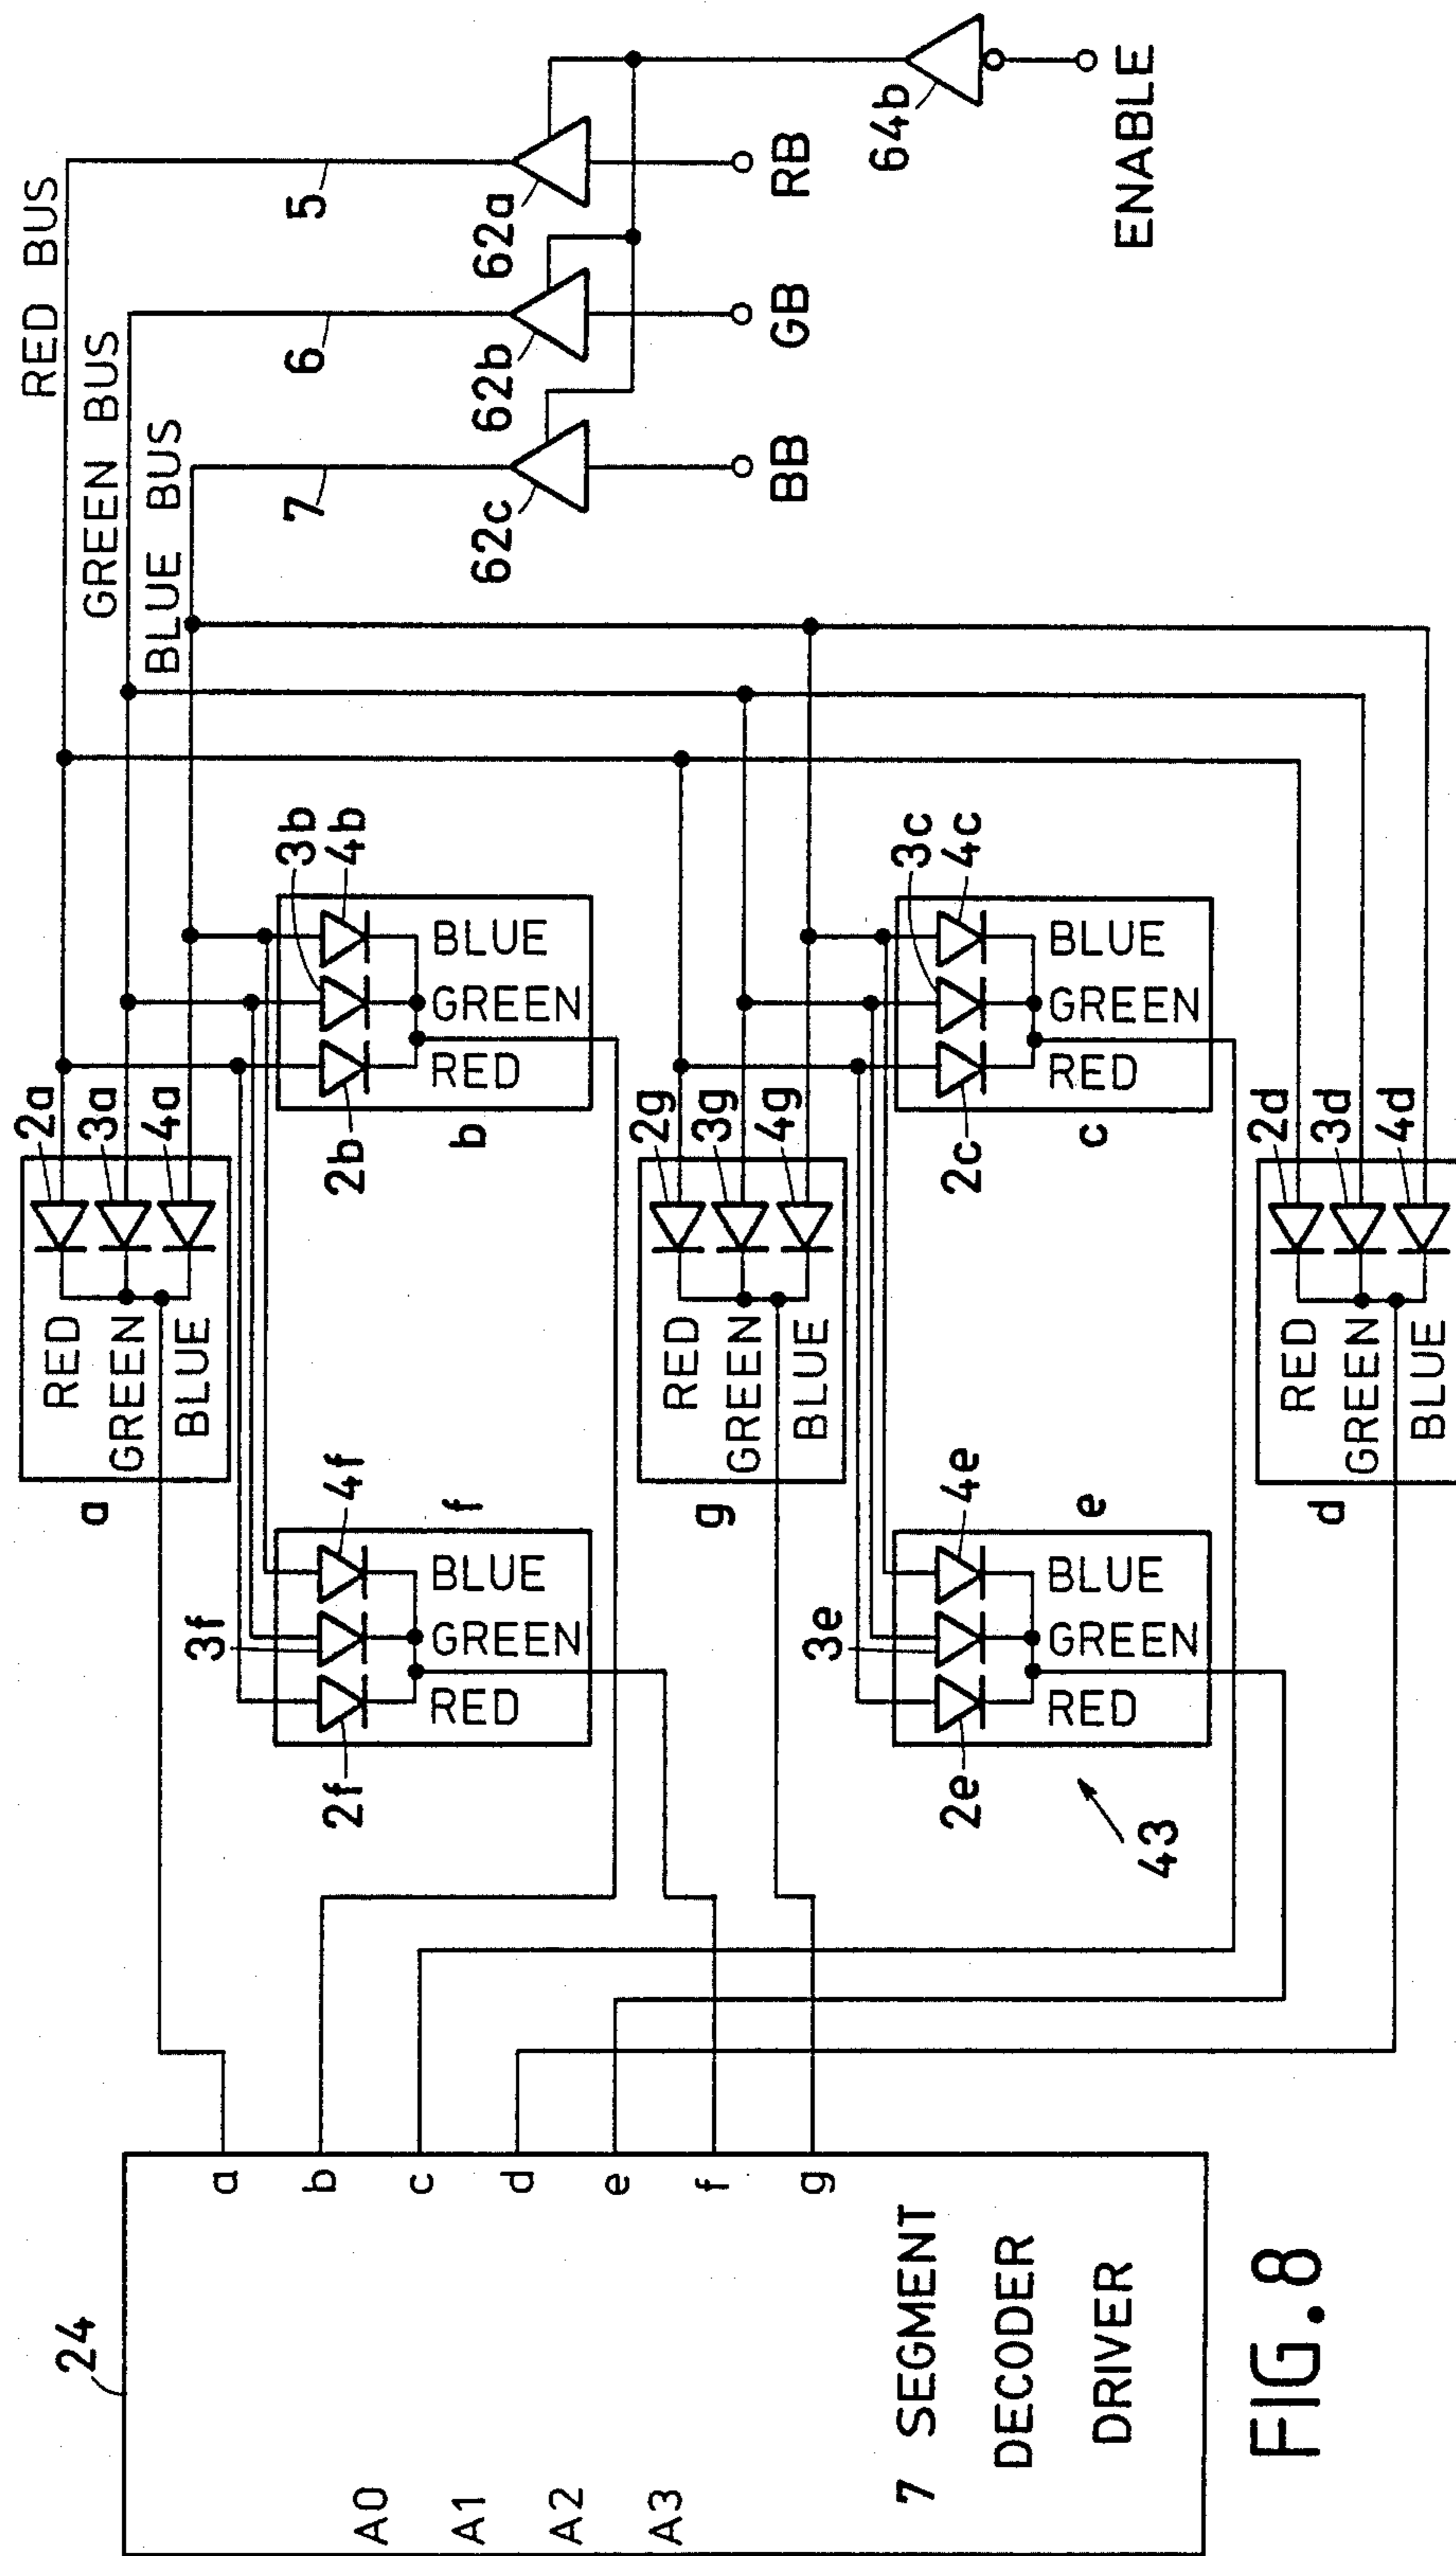 24
A0
A1
A2
A3
7 SEGMENT
DECODER
DRIVER
a
b
c
d
e
f
g
RED BUS
GREEN BUS
BLUE BUS
5
6
7
62a
62b
62c
RB
GB
BB
64b
ENABLE
a
RED
GREEN
BLUE
2a
3a
4a
f
2f
3f
4f
RED
GREEN
BLUE
b
2b
3b
4b
RED
GREEN
BLUE
g
RED
GREEN
BLUE
2g
3g
4g
e
2e
3e
4e
RED
GREEN
BLUE
c
2c
3c
4c
RED
GREEN
BLUE
d
RED
GREEN
BLUE
2d
3d
4d
43
FIG. 8